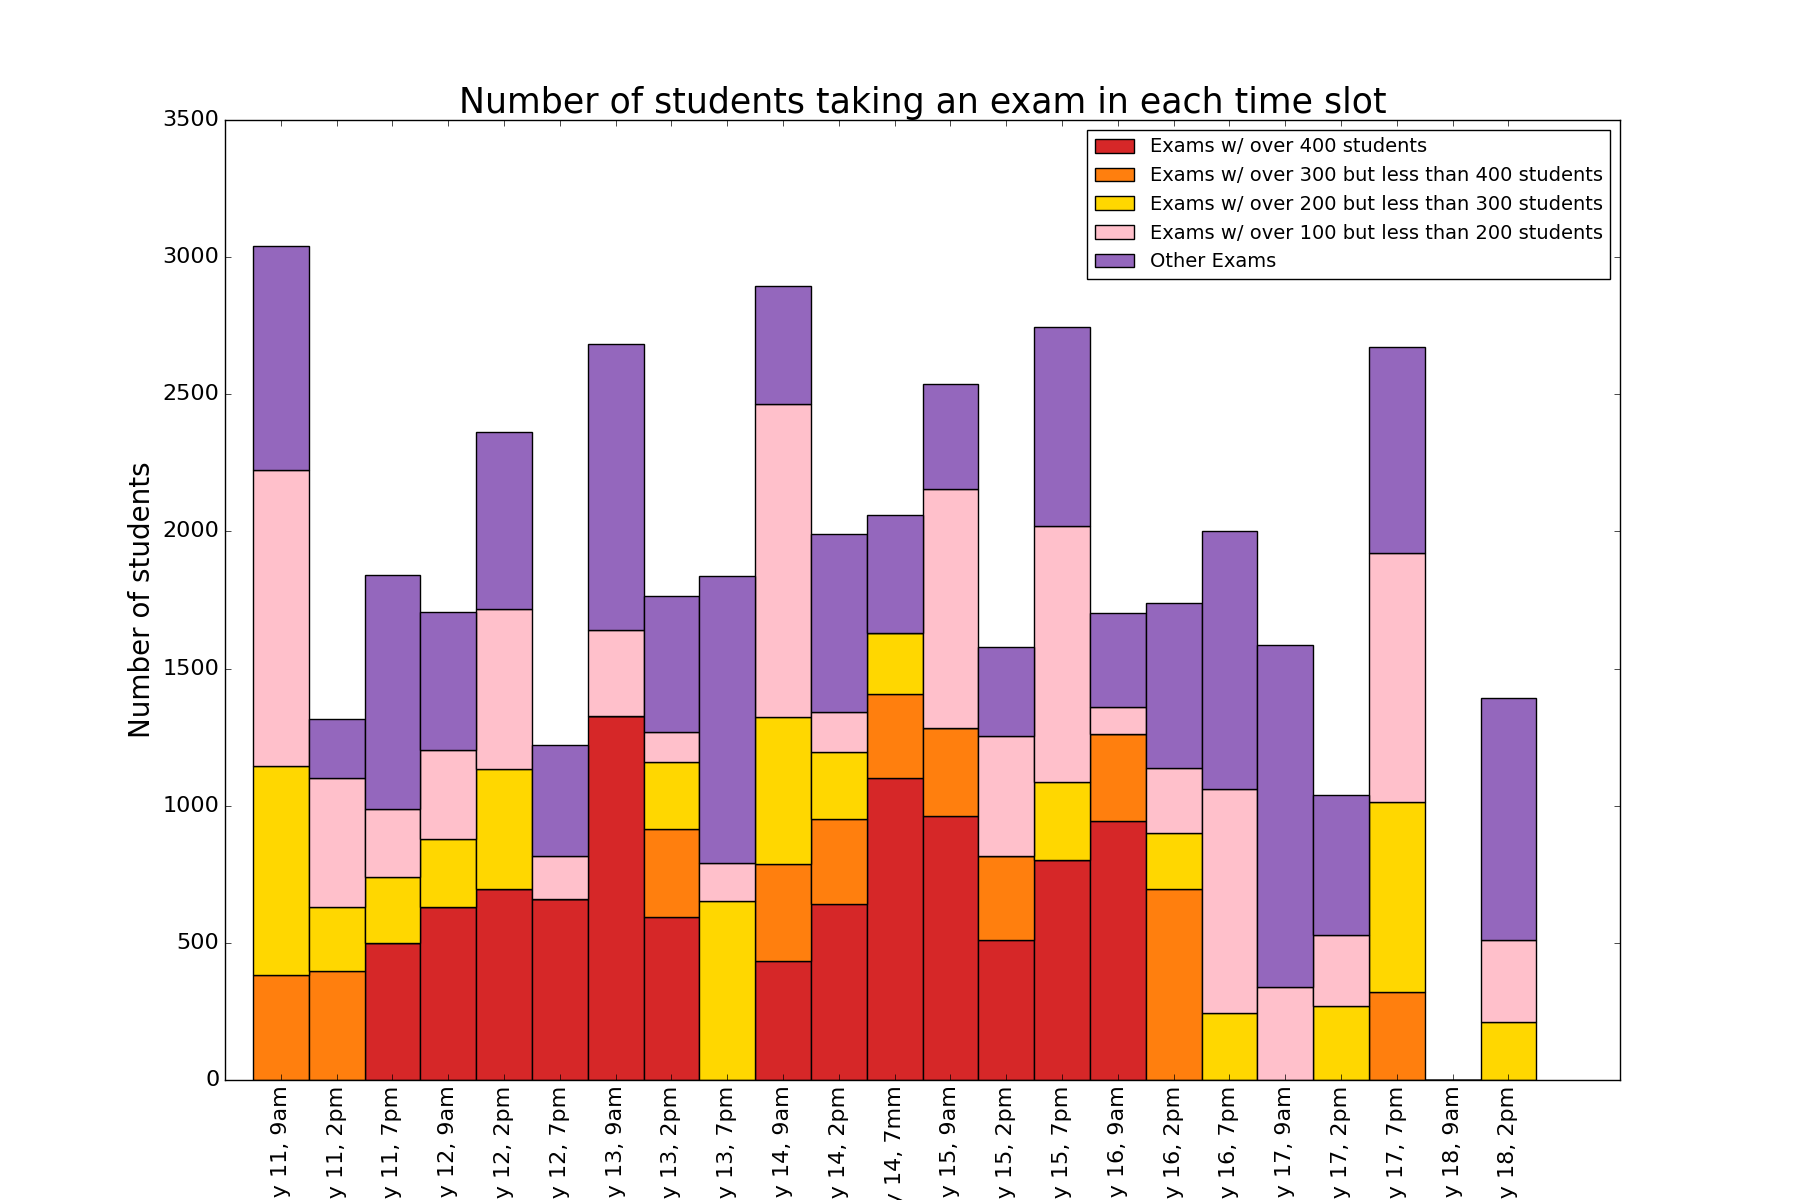 Number of students taking an exam in each time slot
3500
3000
2500
2000
1500
1000
500
0
Number of students
Exams w/ over 400 students
Exams w/ over 300 but less than 400 students
Exams w/ over 200 but less than 300 students
Exams w/ over 100 but less than 200 students
Other Exams
y 11, 9am
y 11, 2pm
y 11, 7pm
y 12, 9am
y 12, 2pm
y 12, 7pm
y 13, 9am
y 13, 2pm
y 13, 7pm
y 14, 9am
y 14, 2pm
y 14, 7mm
y 15, 9am
y 15, 2pm
y 15, 7pm
y 16, 9am
y 16, 2pm
y 16, 7pm
y 17, 9am
y 17, 2pm
y 17, 7pm
y 18, 9am
y 18, 2pm